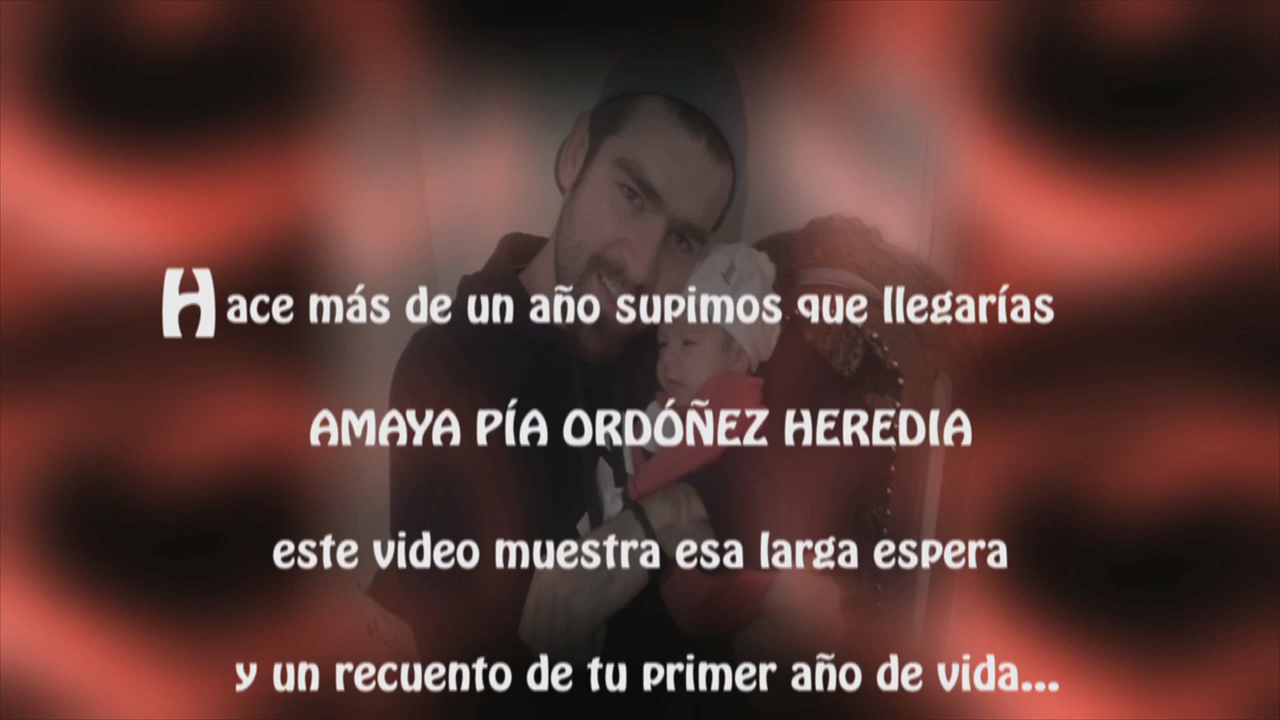 Hace más de un año supimos que llegarías
AMAYA PÍA ORDÓÑEZ HEREDIA
este video muestra esa larga espera
y un recuento de tu primer año de vida...